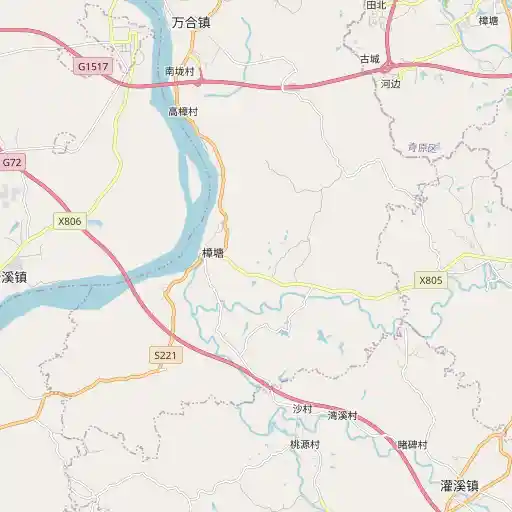 田北
万合镇
樟塘
古城
G1517
南垅村
河边
高樟村
青原区
G72
X806
樟塘
溪镇
X805
S221
沙村
湾溪村
桃源村
睹碑村
灌溪镇